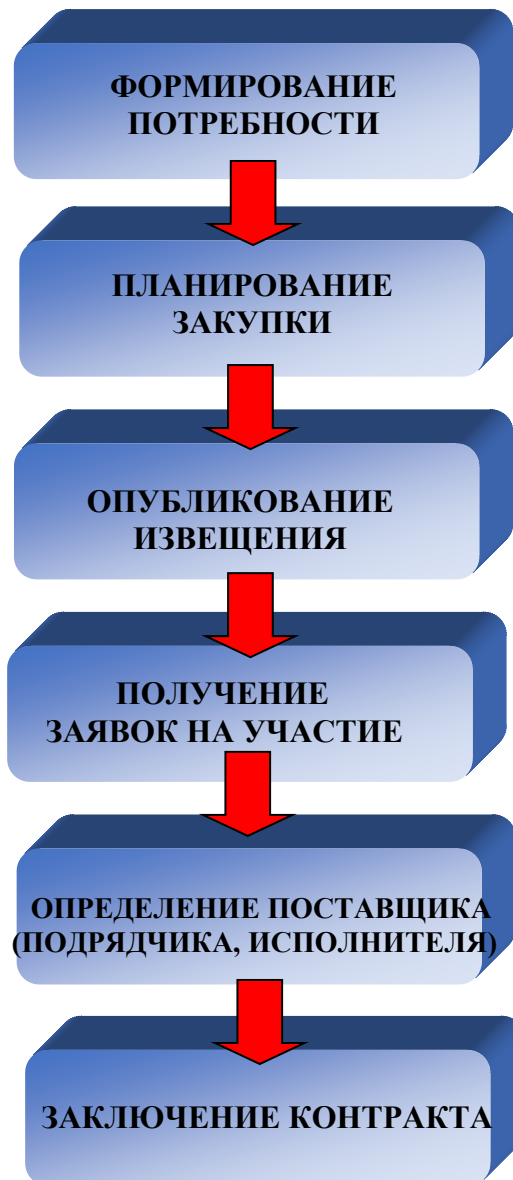 ФОРМИРОВАНИЕ
ПОТРЕБНОСТИ
ПЛАНИРОВАНИЕ
ЗАКУПКИ
ОПУБЛИКОВАНИЕ
ИЗВЕЩЕНИЯ
ПОЛУЧЕНИЕ
ЗАЯВОК НА УЧАСТИЕ
ОПРЕДЕЛЕНИЕ ПОСТАВЩИКА
(ПОДРЯДЧИКА, ИСПОЛНИТЕЛЯ)
ЗАКЛЮЧЕНИЕ КОНТРАКТА